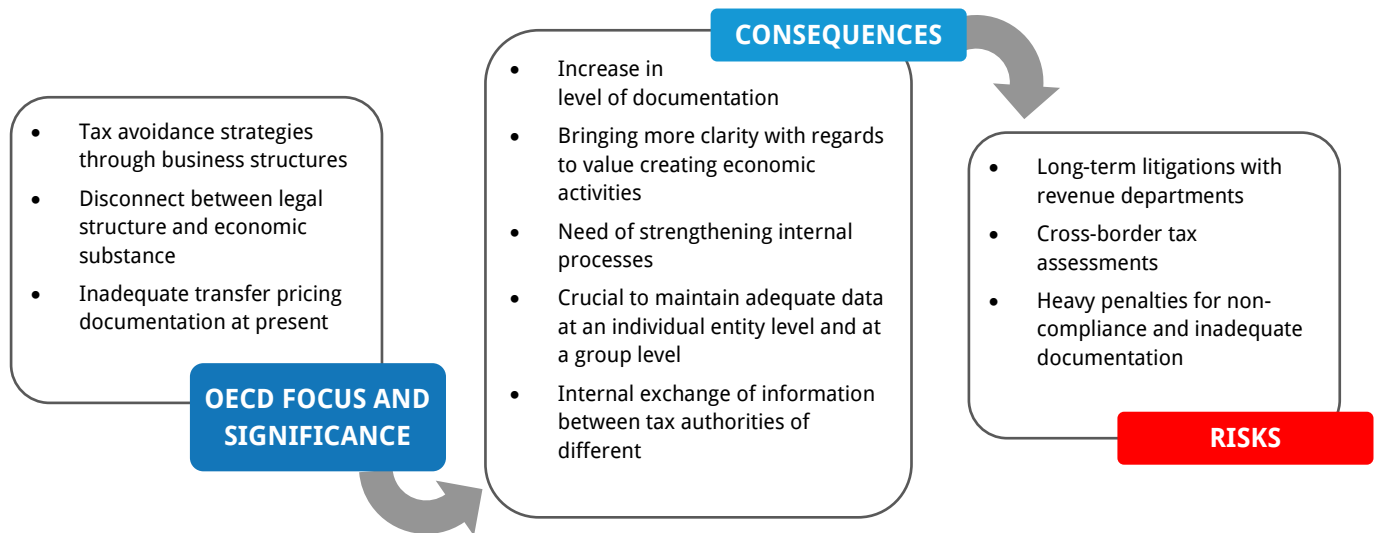 • Tax avoidance strategies
through business structures
• Disconnect between legal
structure and economic
substance
• Inadequate transfer pricing
documentation at present
OECD FOCUS AND
SIGNIFICANCE
CONSEQUENCES
• Increase in
level of documentation
• Bringing more clarity with regards
to value creating economic
activities
• Need of strengthening internal
processes
• Crucial to maintain adequate data
at an individual entity level and at
a group level
• Internal exchange of information
between tax authorities of
different
• Long-term litigations with
revenue departments
• Cross-border tax
assessments
• Heavy penalties for non-
compliance and inadequate
documentation
RISKS